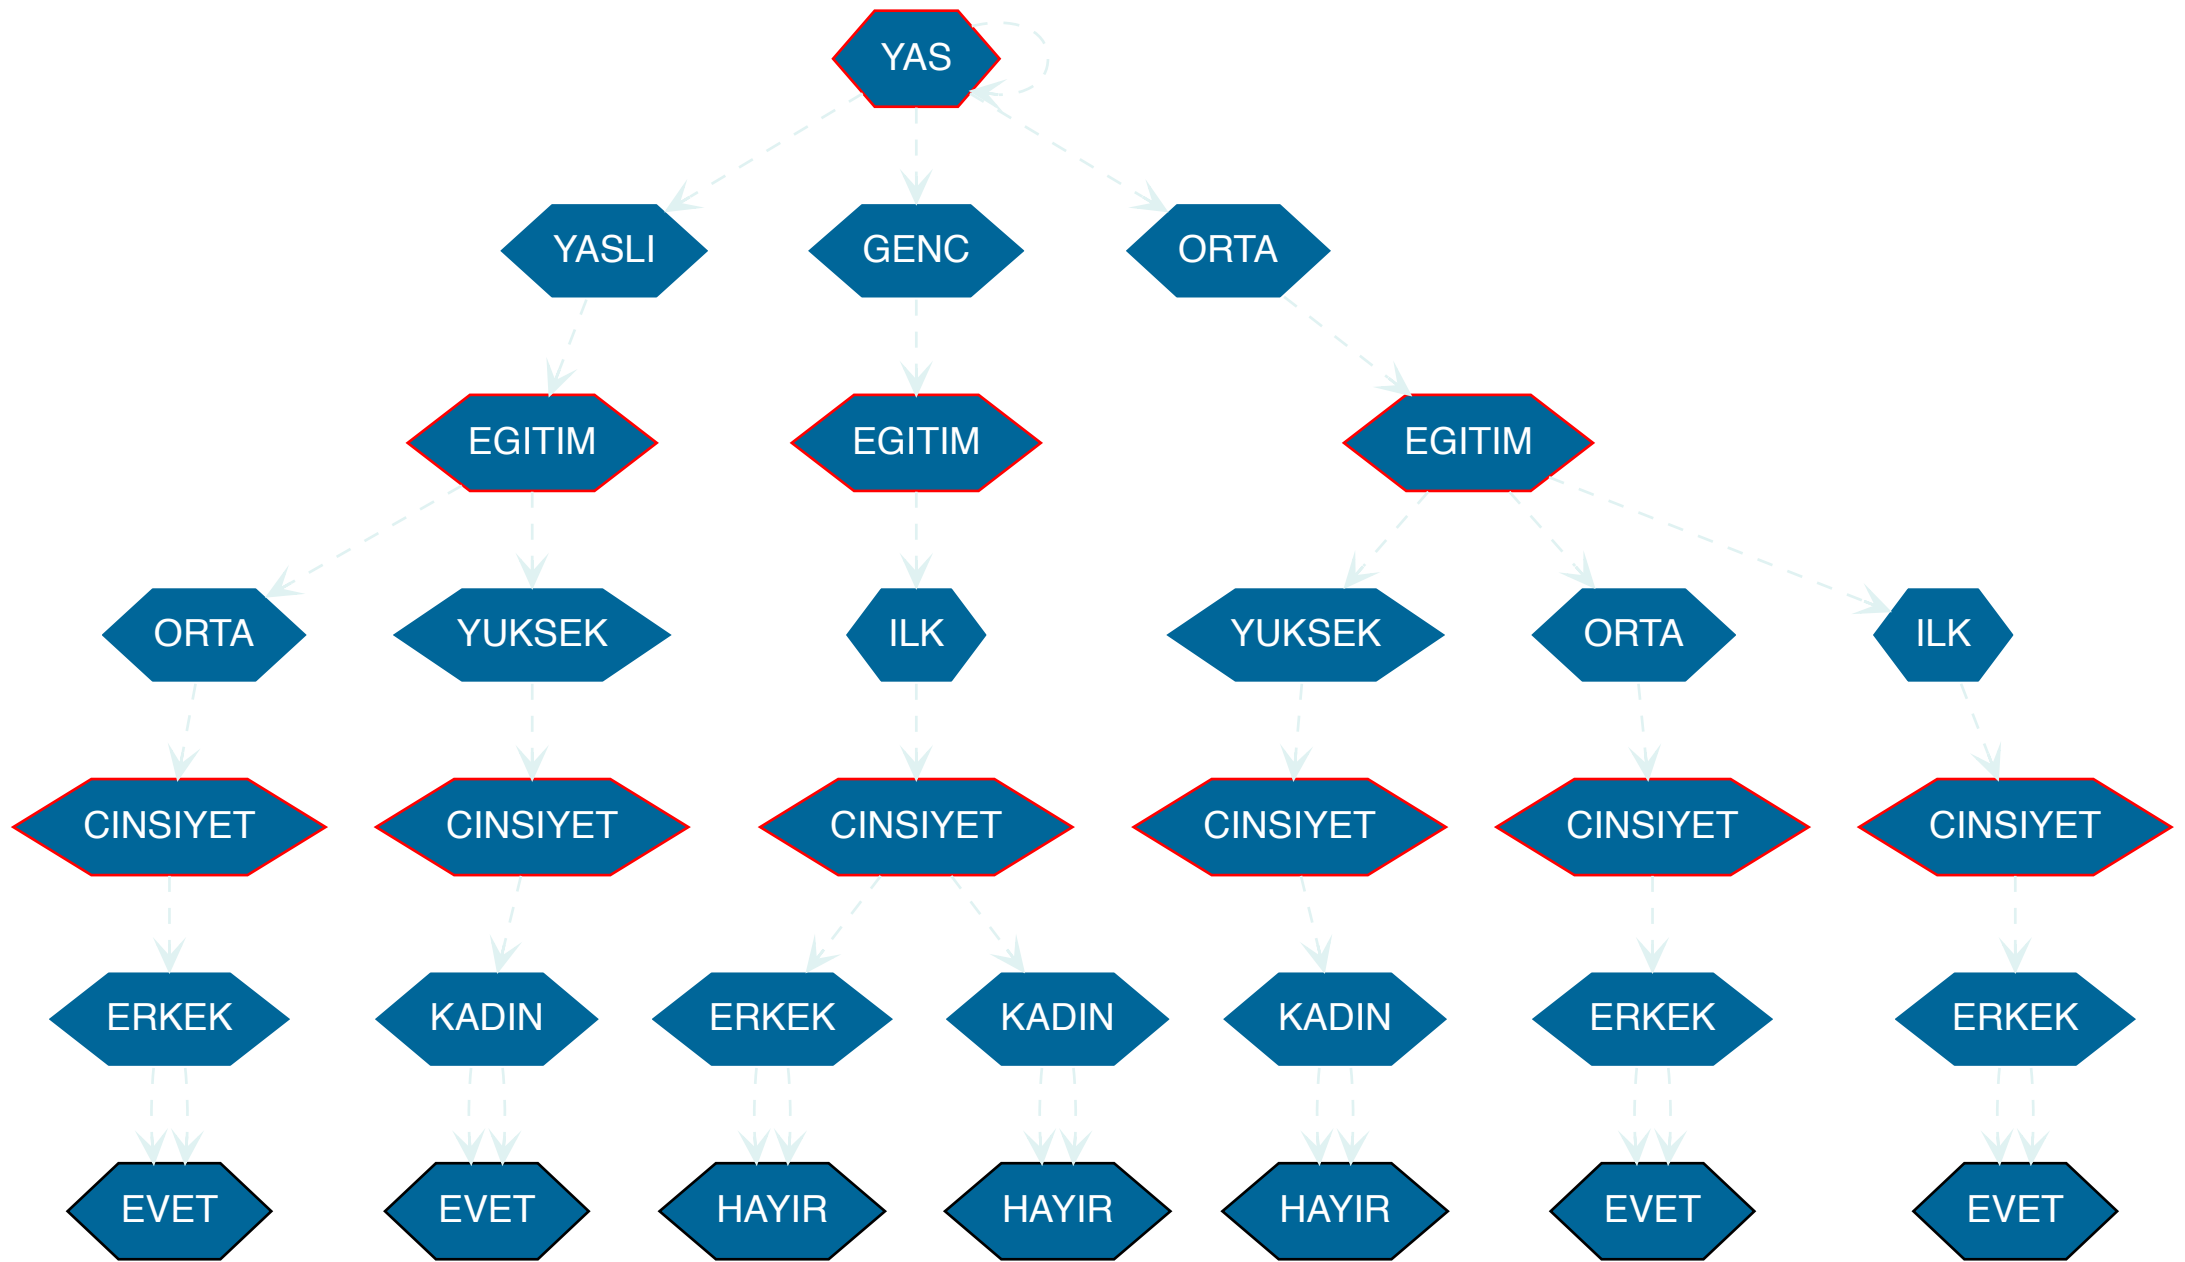 YAS
YASLI
GENC
ORTA
EGITIM
EGITIM
EGITIM
ORTA
YUKSEK
ILK
YUKSEK
ORTA
ILK
CINSIYET
CINSIYET
CINSIYET
CINSIYET
CINSIYET
CINSIYET
ERKEK
KADIN
ERKEK
KADIN
KADIN
ERKEK
ERKEK
EVET
EVET
HAYIR
HAYIR
HAYIR
EVET
EVET